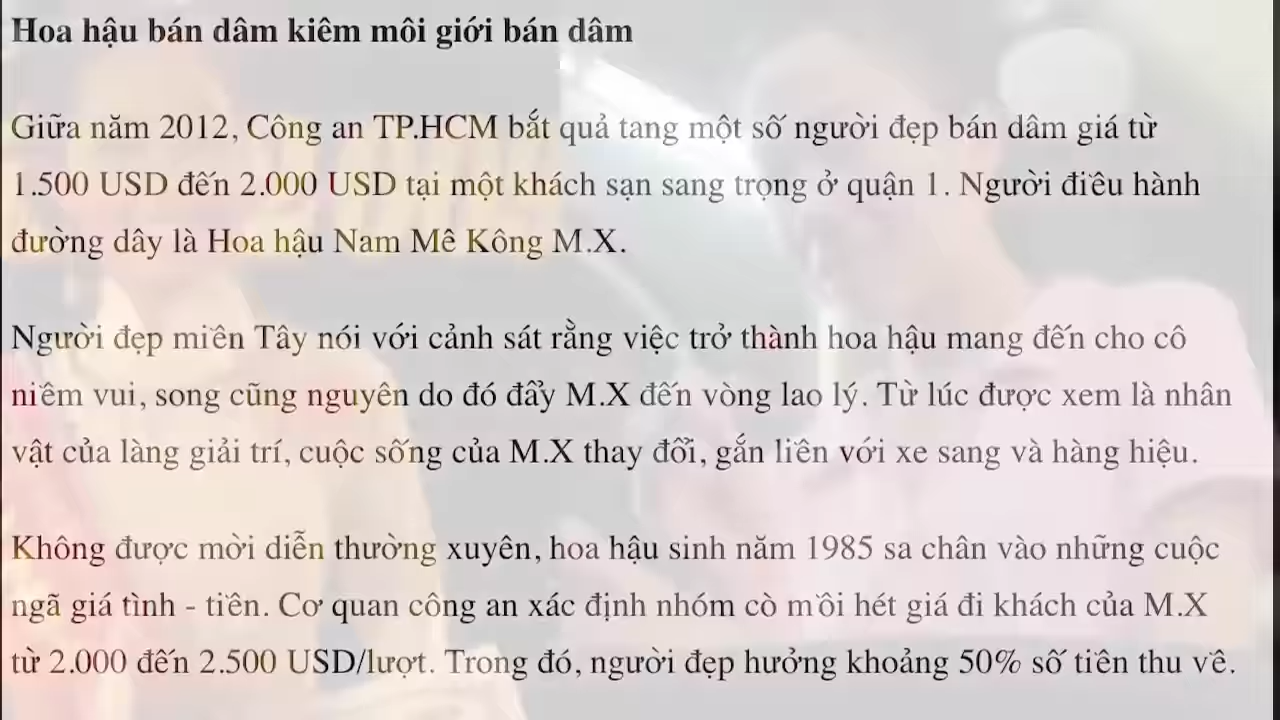 Hoa hậu bán dâm kiêm môi giới bán dâm
Giữa năm 2012, Công an TP.HCM bắt quả tang một số người đẹp bán dâm giá từ
1.500 USD đến 2.000 USD tại một khách sạn sang trọng ở quận 1. Người điều hành
đường dây là Hoa hậu Nam Mê Kông M.X.
Người đẹp miền Tây nói với cảnh sát rằng việc trở thành hoa hậu mang đến cho cô
niềm vui, song cũng nguyên do đó đẩy M.X đến vòng lao lý. Từ lúc được xem là nhân
vật của làng giải trí, cuộc sống của M.X thay đổi, gắn liền với xe sang và hàng hiệu.
Không được mời diễn thường xuyên, hoa hậu sinh năm 1985 sa chân vào những cuộc
ngã giá tình - tiền. Cơ quan công an xác định nhóm cò mồi hét giá đi khách của M.X
từ 2.000 đến 2.500 USD/lượt. Trong đó, người đẹp hưởng khoảng 50% số tiền thu về.